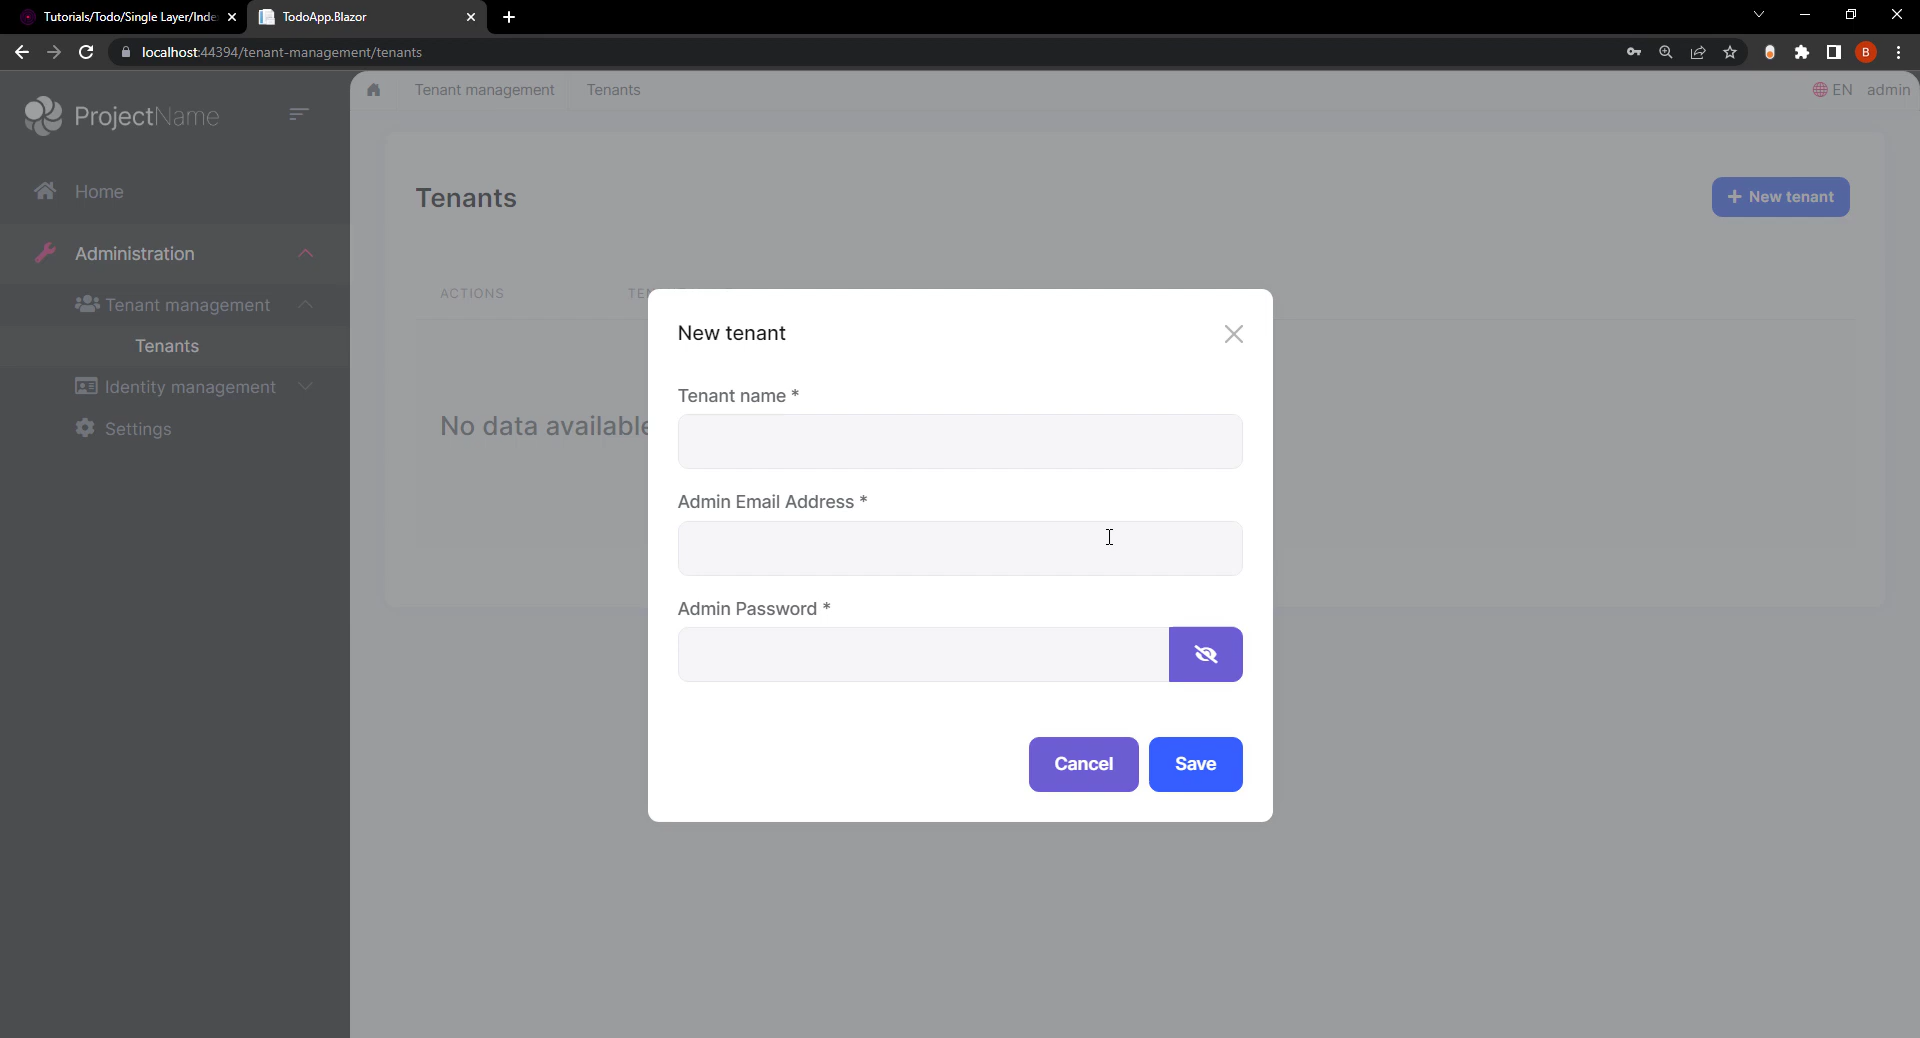 Tutorials/Todo/Single Layer/Inde
TodoApp.Blazor
localhost:44394/tenant-management/tenants
B
ProjectName
Home
Administration
Tenant management
Tenants
Identity management
Settings
Tenant management
Tenants
EN
admin
Tenants
New tenant
ACTIONS
TEN
No data available
New tenant
Tenant name *
Admin Email Address *
Admin Password *
Cancel
Save